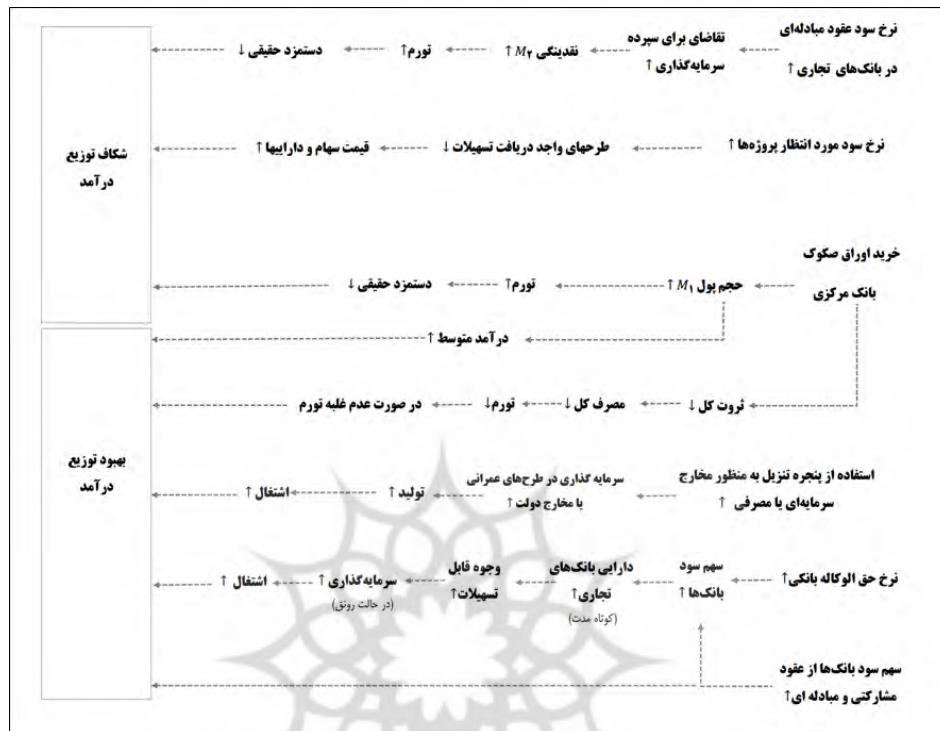 نرخ سود عقود مبادله‌ای
در بانک‌های تجاری ↑
تقاضای برای سپرده
سرمایه‌گذاری ↑
نقدینگی M۲ ↑
تورم ↑
دستمزد حقیقی ↓
نرخ سود مورد انتظار پروژه‌ها ↑
طرحهای واجد دریافت تسهیلات ↓
قیمت سهام و داراییها ↑
شکاف توزیع
درآمد
خرید اوراق صکوک
بانک مرکزی
حجم پول M۱ ↑
تورم ↑
دستمزد حقیقی ↓
درآمد متوسط ↑
ثروت کل ↓
مصرف کل ↓
تورم ↓
در صورت عدم غلبه تورم
بهبود توزیع
درآمد
استفاده از پنجره تنزیل به منظور مخارج
سرمایه‌ای یا مصرفی ↑
سرمایه گذاری در طرح‌های عمرانی
یا مخارج دولت ↑
تولید ↑
اشتغال ↑
نرخ حق الوکاله بانکی ↑
سهم سود
بانک‌ها ↑
دارایی بانک‌های
تجاری ↑
(کوتاه مدت)
وجوه قابل
تسهیلات ↑
سرمایه‌گذاری ↑
(در حالت رونق)
اشتغال ↑
سهم سود بانک‌ها از عقود
مشارکتی و مبادله ای ↑